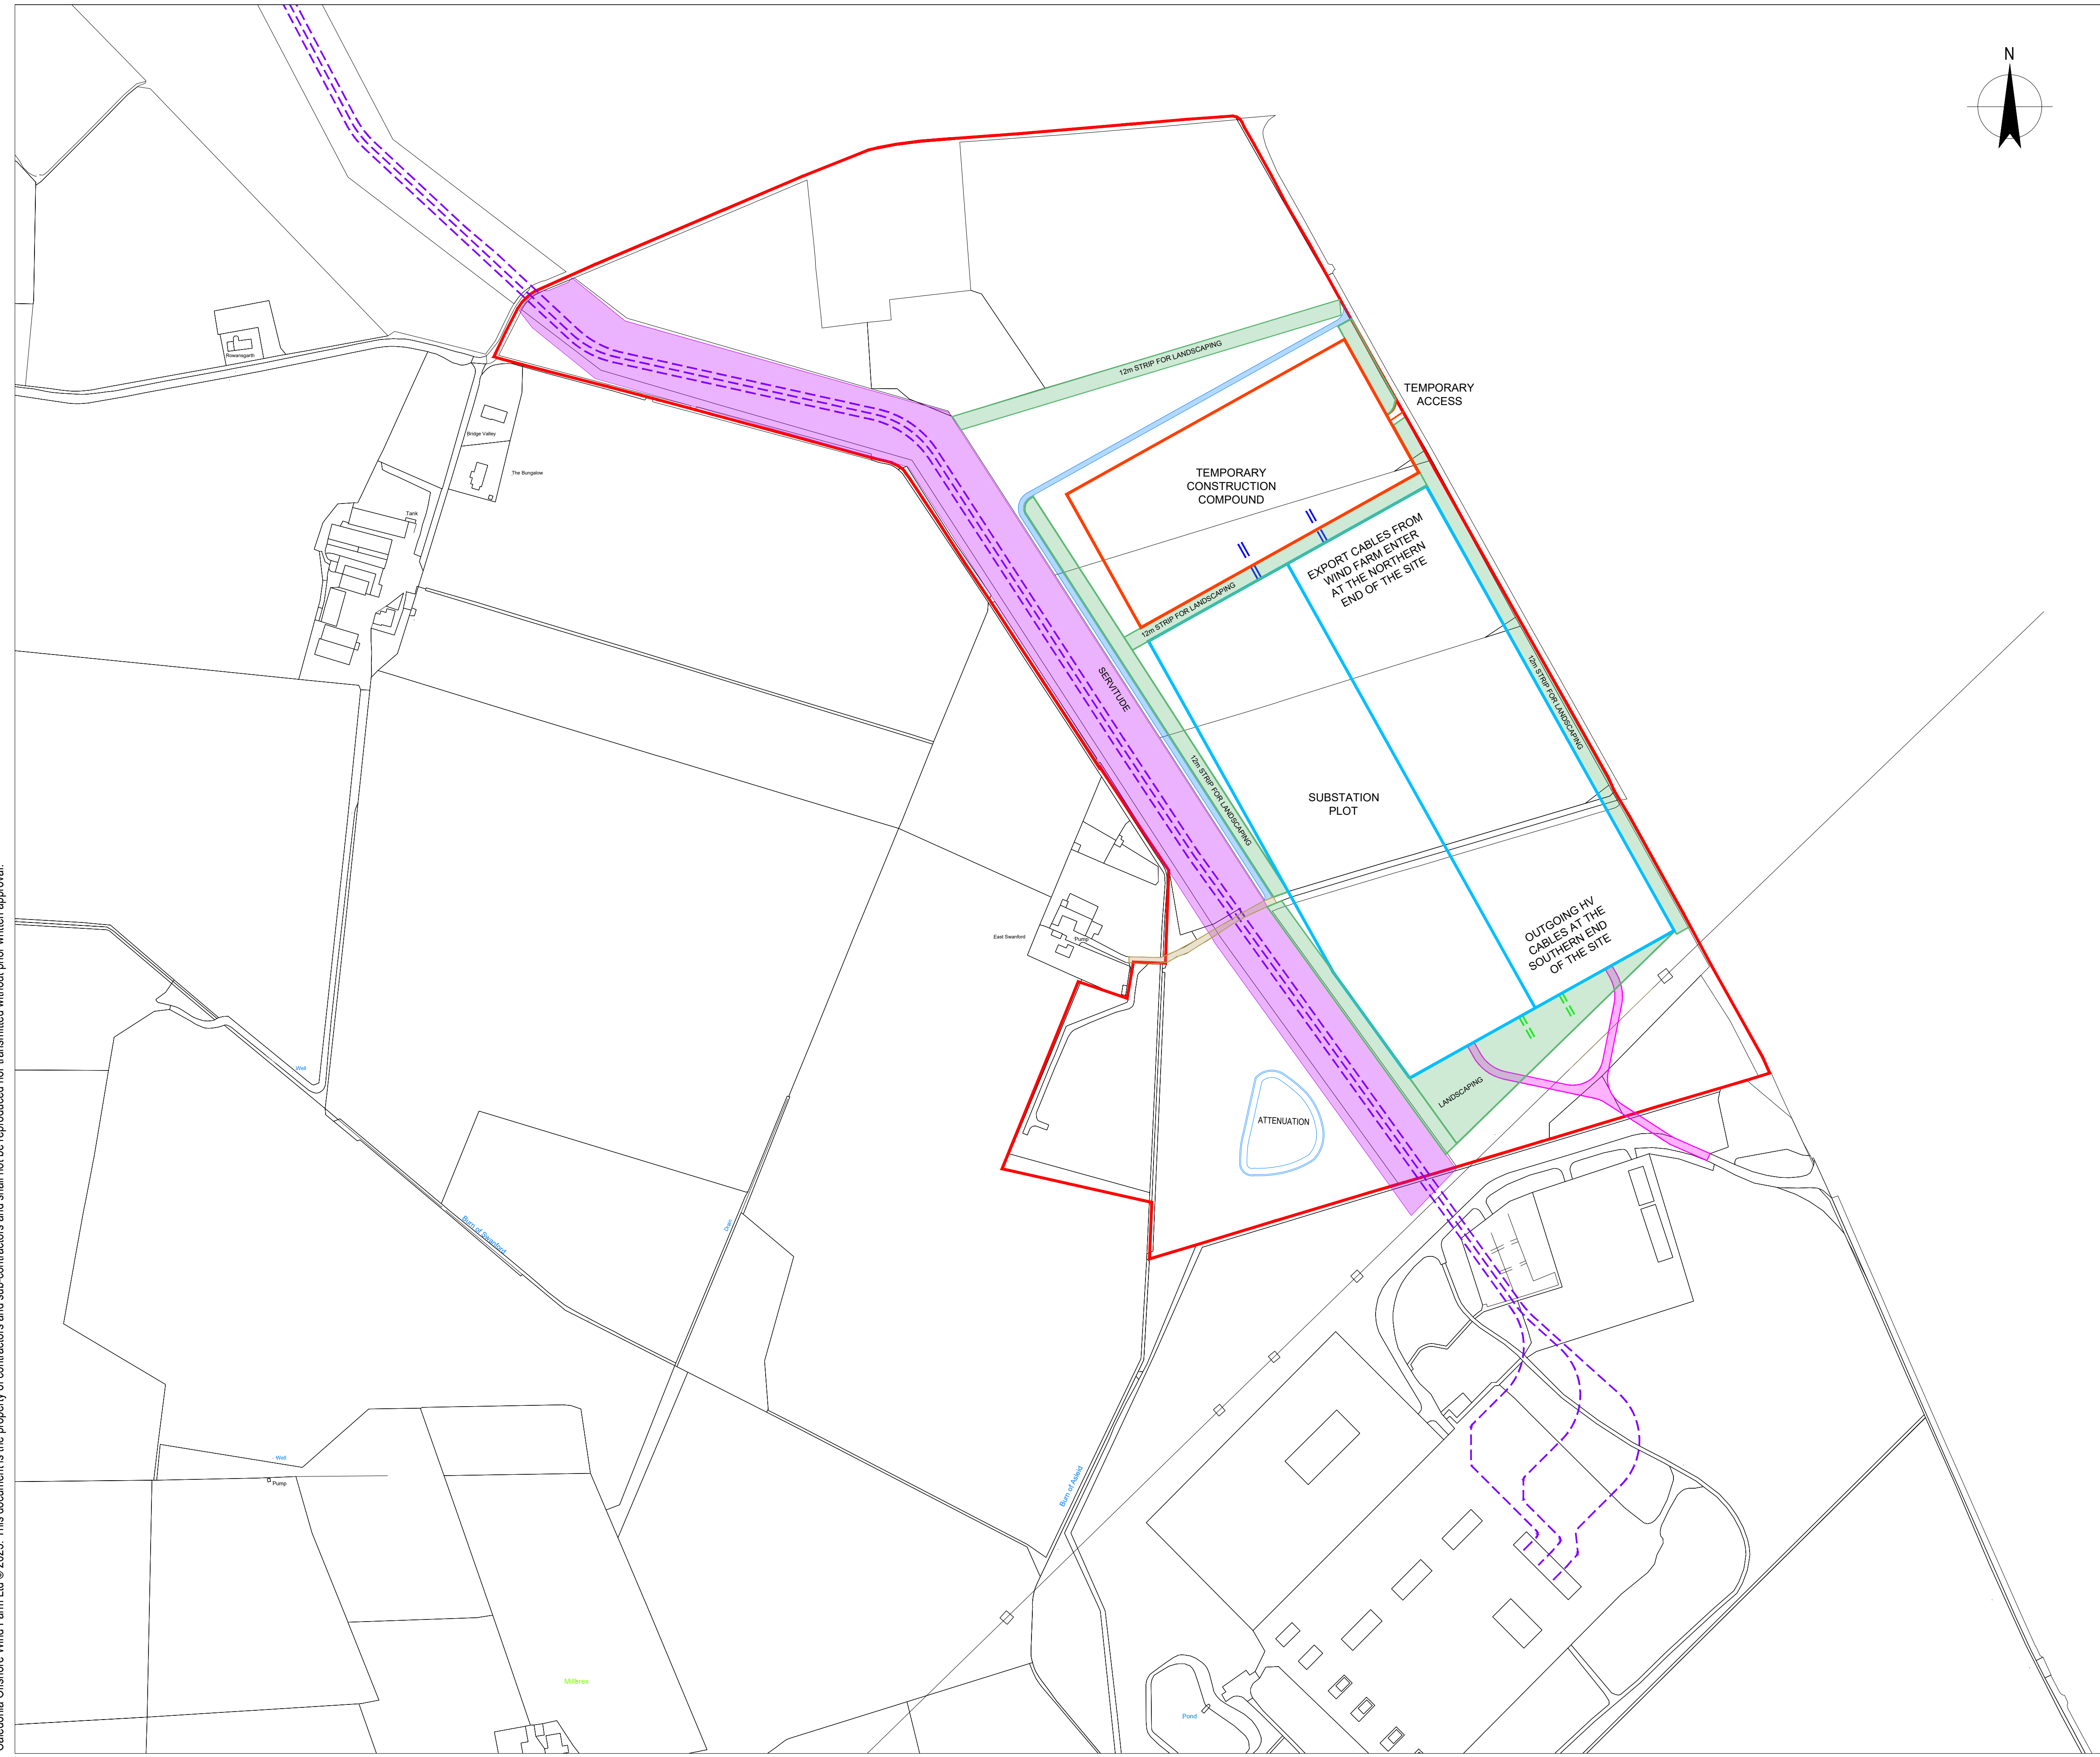 N
Rowansgarth
Bridge Valley
The Bungalow
Tank
12m STRIP FOR LANDSCAPING
TEMPORARY
ACCESS
TEMPORARY
CONSTRUCTION
COMPOUND
EXPORT CABLES FROM
WIND FARM ENTER
AT THE NORTHERN
END OF THE SITE
12m STRIP FOR LANDSCAPING
SERVITUDE
12m STRIP FOR LANDSCAPING
12m STRIP FOR LANDSCAPING
SUBSTATION
PLOT
OUTGOING HV
CABLES AT THE
SOUTHERN END
OF THE SITE
East Swanford
Pump
Well
LANDSCAPING
ATTENUATION
Burn of Swanford
Drain
Burn of Asleid
Well
Pump
Millbrex
Pond